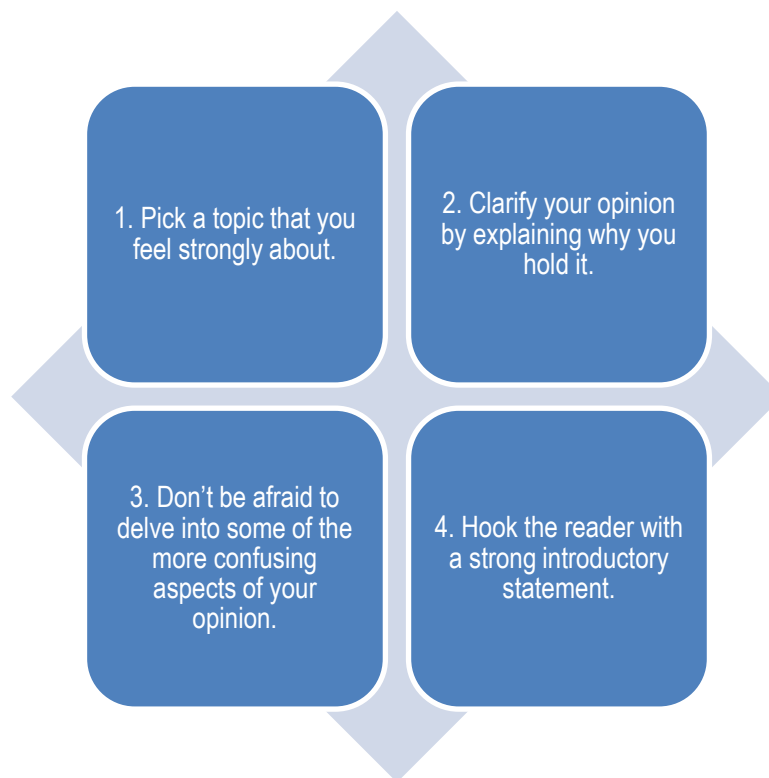 1. Pick a topic that you
feel strongly about.
2. Clarify your opinion
by explaining why you
hold it.
3. Don’t be afraid to
delve into some of the
more confusing
aspects of your
opinion.
4. Hook the reader with
a strong introductory
statement.